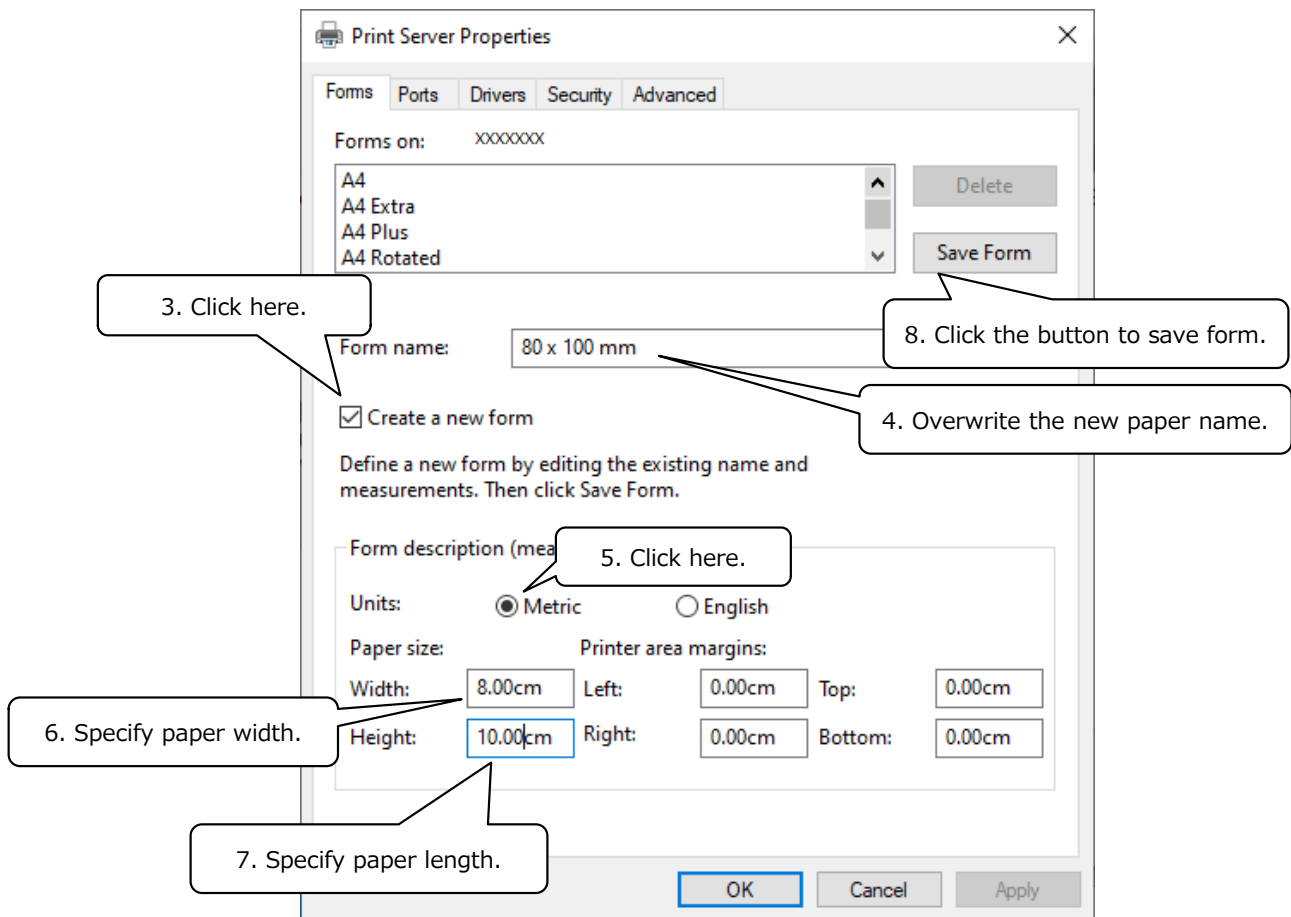 Print Server Properties
Forms Ports Drivers Security Advanced
Forms on: XXXXXXX
A4
A4 Extra
A4 Plus
A4 Rotated
Delete
Save Form
3. Click here.
8. Click the button to save form.
Form name: 80 x 100 mm
4. Overwrite the new paper name.
Create a new form
Define a new form by editing the existing name and
measurements. Then click Save Form.
Form description (mea
5. Click here.
Units: Metric English
Paper size: Printer area margins:
Width: 8.00cm Left: 0.00cm Top: 0.00cm
6. Specify paper width.
Height: 10.00cm Right: 0.00cm Bottom: 0.00cm
7. Specify paper length.
OK Cancel Apply